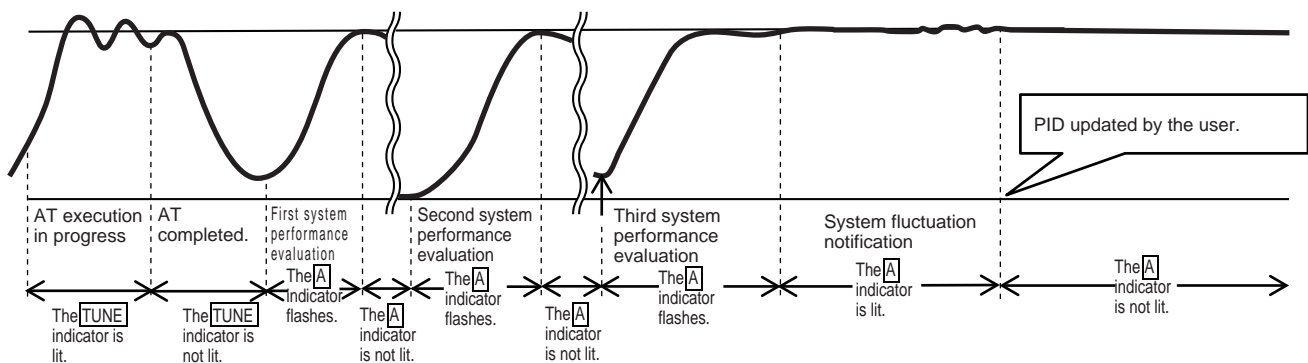 PID updated by the user.
AT execution
in progress
AT
completed.
First system
performance
evaluation
Second system
performance
evaluation
Third system
performance
evaluation
System fluctuation
notification
The A
indicator
flashes.
The A
indicator
flashes.
The A
indicator
flashes.
The A
indicator
is lit.
The A
indicator
is not lit.
The TUNE
indicator is
lit.
The TUNE
indicator is
not lit.
The A
indicator
is not lit.
The A
indicator
is not lit.